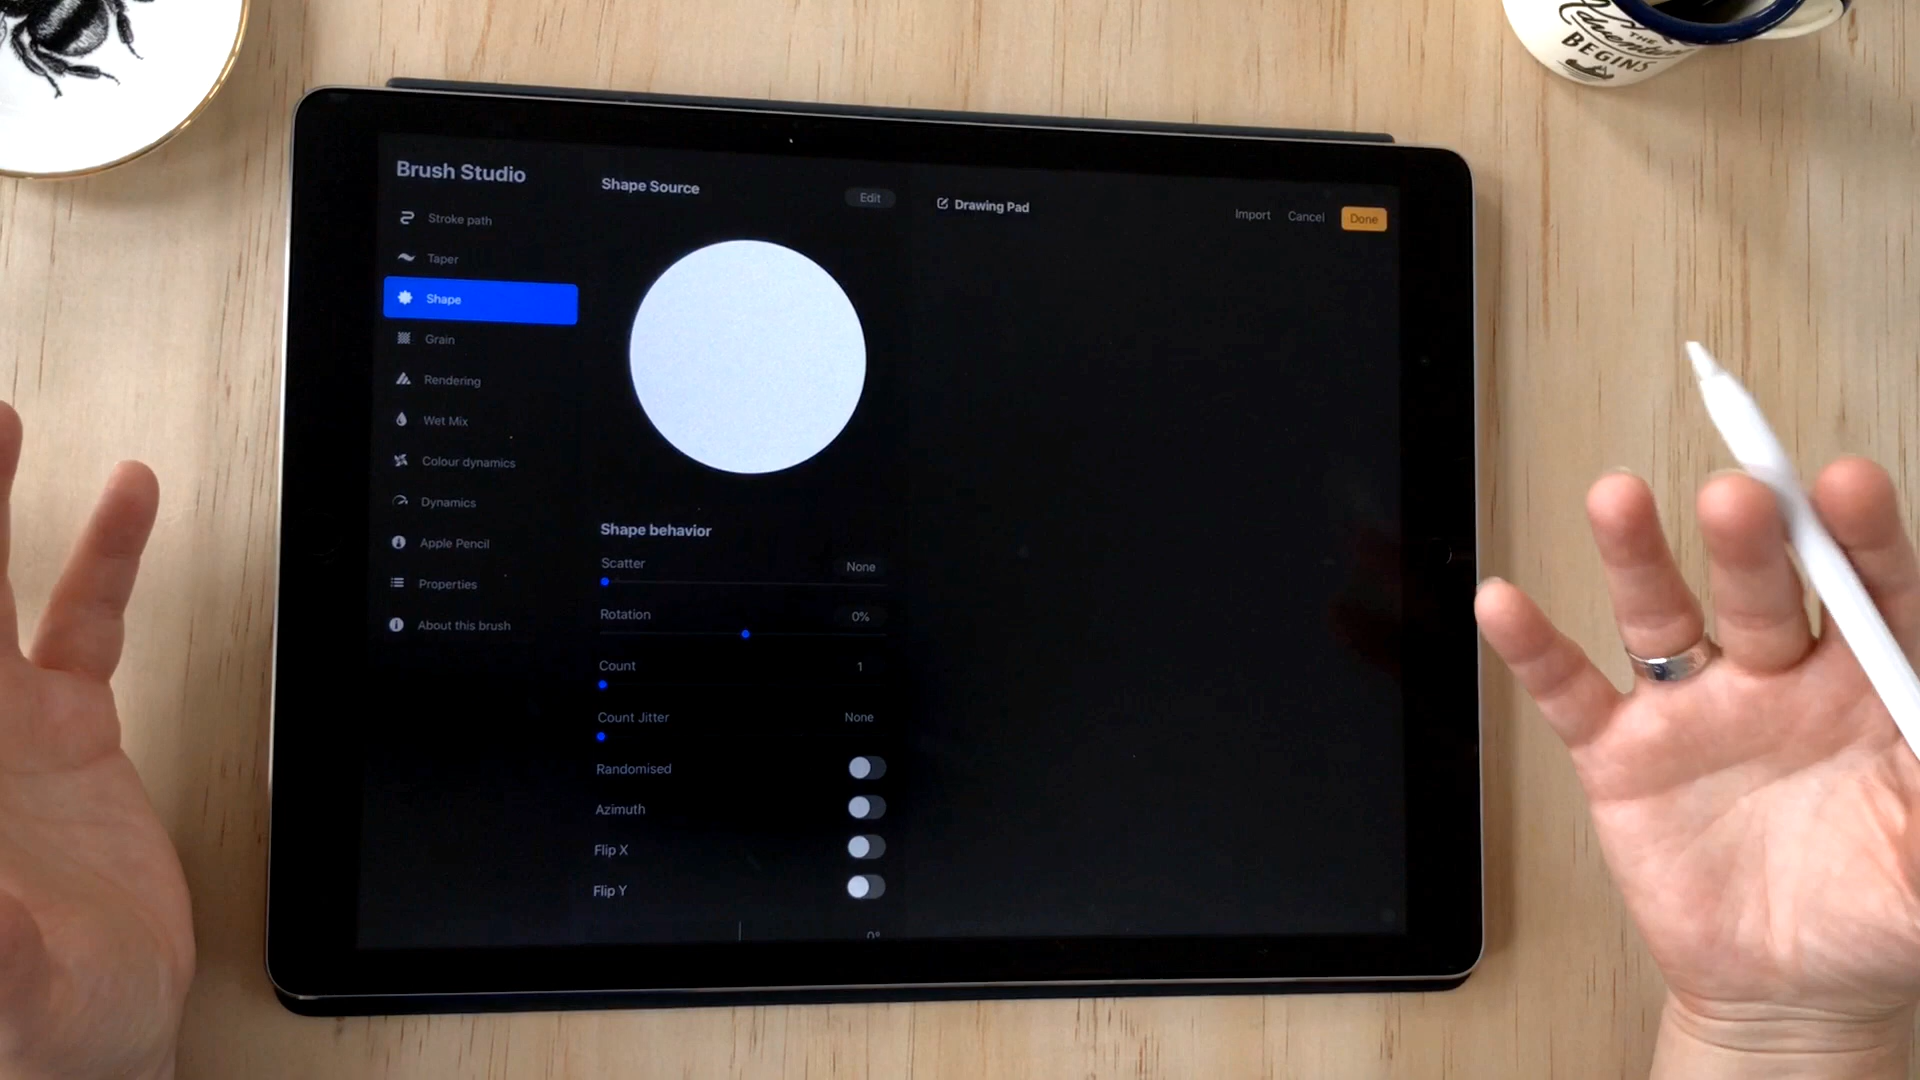 THE
BEGINS
Brush Studio
Stroke path
Taper
Shape
Grain
Rendering
Wet Mix
Colour dynamics
Dynamics
Apple Pencil
Properties
About this brush
Shape Source
Edit
Shape behavior
Scatter None
Rotation 0%
Count 1
Count Jitter None
Randomised
Azimuth
Flip X
Flip Y
0°
Drawing Pad
Import Cancel Done